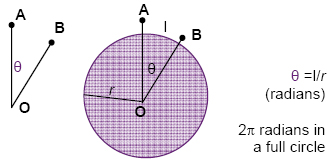 A
B
θ
O
A
l
B
θ
r
O
θ =l/r
(radians)
2π radians in
a full circle